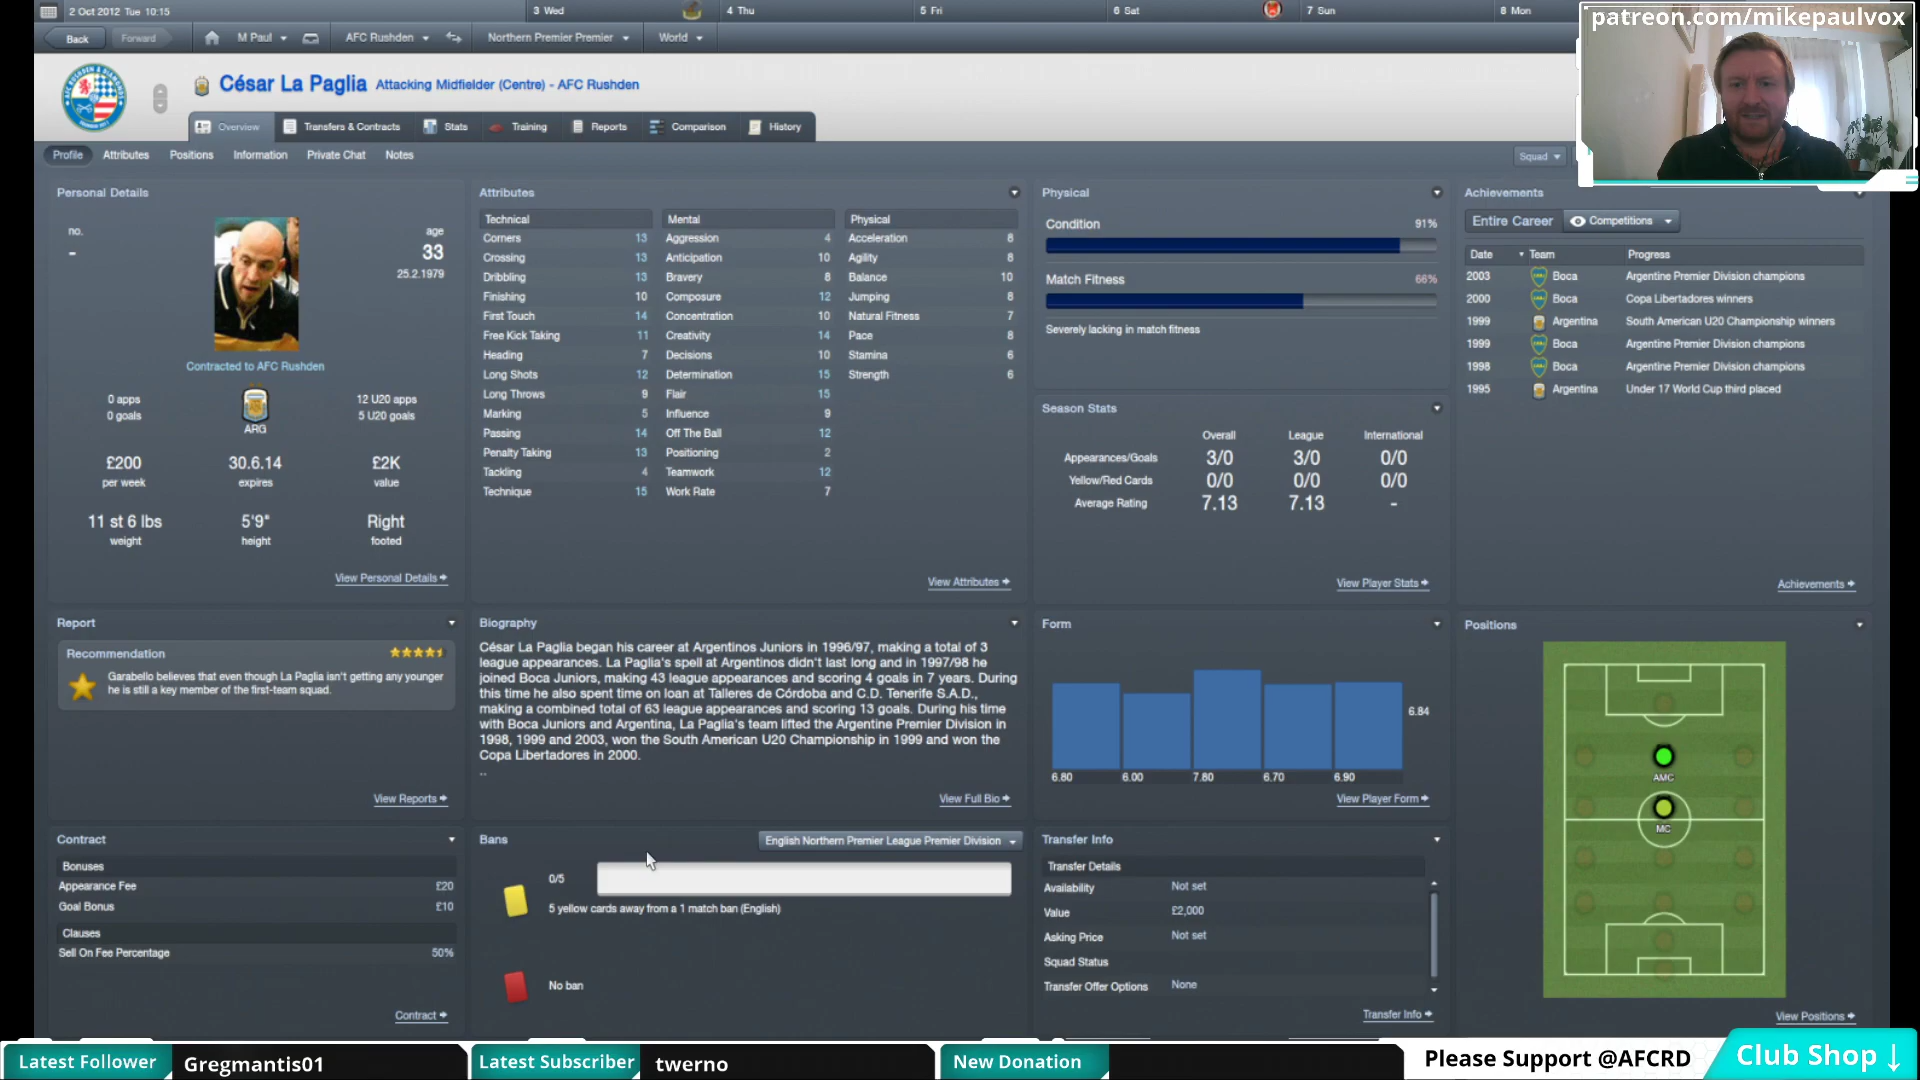 2 Oct 2012 Tue 10:15
3 Wed
4 Thu
5 Fri
6 Sat
7 Sun
8 Mon
patreon.com/mikepaulvox
Back
Forward
M Paul
AFC Rushden
Northern Premier Premier
World
César La Paglia Attacking Midfielder (Centre) - AFC Rushden
Overview
Transfers & Contracts
Stats
Training
Reports
Comparison
History
Profile
Attributes
Positions
Information
Private Chat
Notes
Squad
Personal Details
no.
-
age
33
25.2.1979
Contracted to AFC Rushden
0 apps
0 goals
ARG
12 U20 apps
5 U20 goals
£200
per week
30.6.14
expires
£2K
value
11 st 6 lbs
weight
5'9"
height
Right
footed
View Personal Details
Attributes
Technical
Corners 13
Crossing 13
Dribbling 13
Finishing 10
First Touch 14
Free Kick Taking 11
Heading 7
Long Shots 12
Long Throws 9
Marking 5
Passing 14
Penalty Taking 13
Tackling 4
Technique 15
Mental
Aggression 4
Anticipation 10
Bravery 8
Composure 12
Concentration 10
Creativity 14
Decisions 10
Determination 15
Flair 15
Influence 9
Off The Ball 12
Positioning 2
Teamwork 12
Work Rate 7
Physical
Acceleration 8
Agility 8
Balance 10
Jumping 8
Natural Fitness 7
Pace 8
Stamina 6
Strength 6
View Attributes
Physical
Condition 91%
Match Fitness 66%
Severely lacking in match fitness
Season Stats
Overall League International
Appearances/Goals 3/0 3/0 0/0
Yellow/Red Cards 0/0 0/0 0/0
Average Rating 7.13 7.13 -
View Player Stats
Achievements
Entire Career Competitions
Date Team Progress
2003 Boca Argentine Premier Division champions
2000 Boca Copa Libertadores winners
1999 Argentina South American U20 Championship winners
1999 Boca Argentine Premier Division champions
1998 Boca Argentine Premier Division champions
1995 Argentina Under 17 World Cup third placed
Achievements
Report
Recommendation
Garabello believes that even though La Paglia isn't getting any younger
he is still a key member of the first-team squad.
View Reports
Biography
César La Paglia began his career at Argentinos Juniors in 1996/97, making a total of 3
league appearances. La Paglia's spell at Argentinos didn't last long and in 1997/98 he
joined Boca Juniors, making 43 league appearances and scoring 4 goals in 7 years. During
this time he also spent time on loan at Talleres de Córdoba and C.D. Tenerife S.A.D.,
making a combined total of 63 league appearances and scoring 13 goals. During his time
with Boca Juniors and Argentina, La Paglia's team lifted the Argentine Premier Division in
1998, 1999 and 2003, won the South American U20 Championship in 1999 and won the
Copa Libertadores in 2000.
..
View Full Bio
Form
6.84
6.80 6.00 7.80 6.70 6.90
View Player Form
Positions
AMC
MC
View Positions
Contract
Bonuses
Appearance Fee £20
Goal Bonus £10
Clauses
Sell On Fee Percentage 50%
Contract
Bans
English Northern Premier League Premier Division
0/5
5 yellow cards away from a 1 match ban (English)
No ban
Transfer Info
Transfer Details
Availability Not set
Value £2,000
Asking Price Not set
Squad Status
Transfer Offer Options None
Transfer Info
Latest Follower
Gregmantis01
Latest Subscriber
twerno
New Donation
Please Support @AFCRD
Club Shop ↓